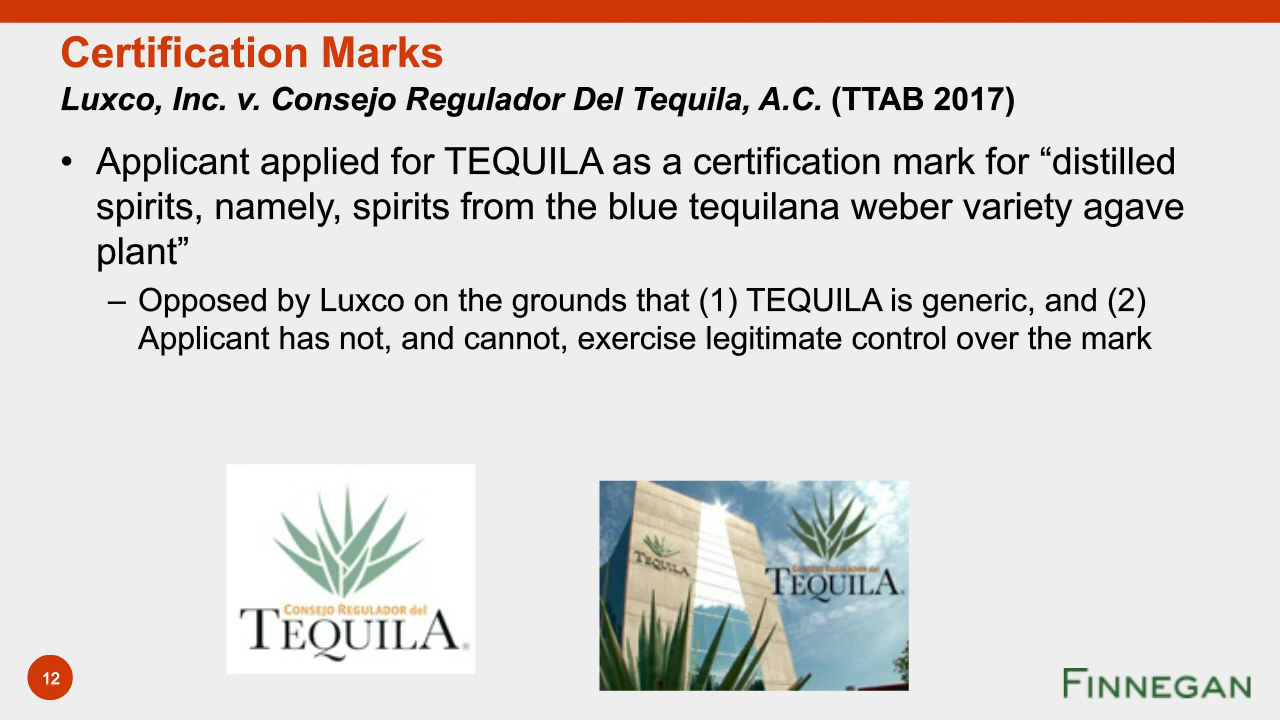 Certification Marks
Luxco, Inc. v. Consejo Regulador Del Tequila, A.C. (TTAB 2017)
• Applicant applied for TEQUILA as a certification mark for “distilled
spirits, namely, spirits from the blue tequilana weber variety agave
plant”
– Opposed by Luxco on the grounds that (1) TEQUILA is generic, and (2)
Applicant has not, and cannot, exercise legitimate control over the mark
CONSEJO REGULADOR del
TEQUILA®
TEQUILA
CONSEJO REGULADOR del
TEQUILA
12
FINNEGAN